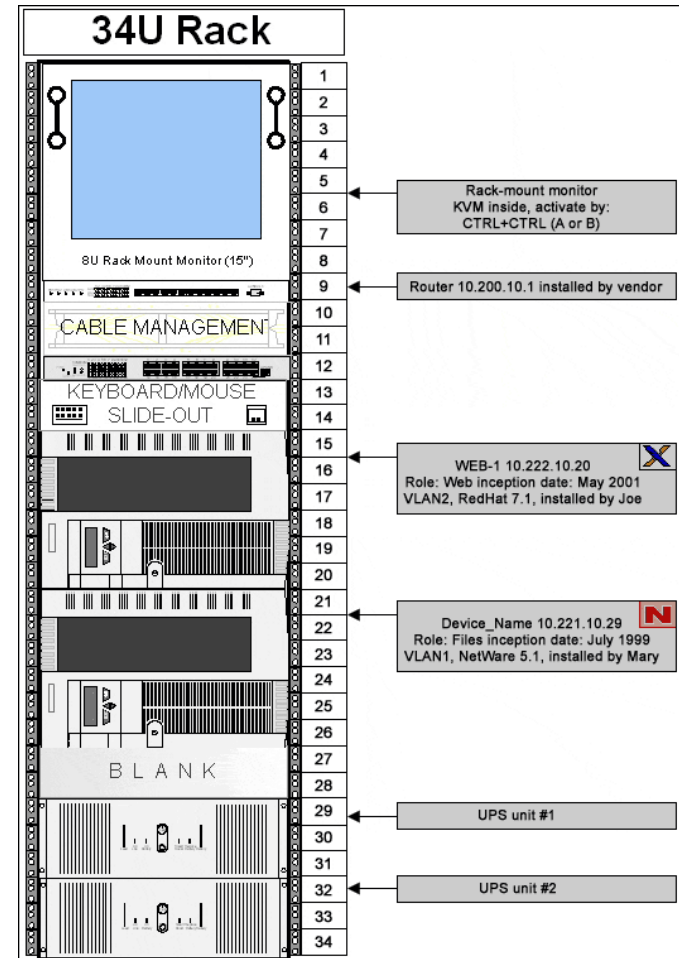 34U Rack
1
2
3
4
5
6
7
8
9
10
11
12
13
14
15
16
17
18
19
20
21
22
23
24
25
26
27
28
29
30
31
32
33
34
8U Rack Mount Monitor (15")
CABLE MANAGEMENT
KEYBOARD/MOUSE
SLIDE-OUT
BLANK
Rack-mount monitor
KVM inside, activate by:
CTRL+CTRL (A or B)
Router 10.200.10.1 installed by vendor
X
WEB-1 10.222.10.20
Role: Web inception date: May 2001
VLAN2, RedHat 7.1, installed by Joe
N
Device_Name 10.221.10.29
Role: Files inception date: July 1999
VLAN1, NetWare 5.1, installed by Mary
UPS unit #1
UPS unit #2